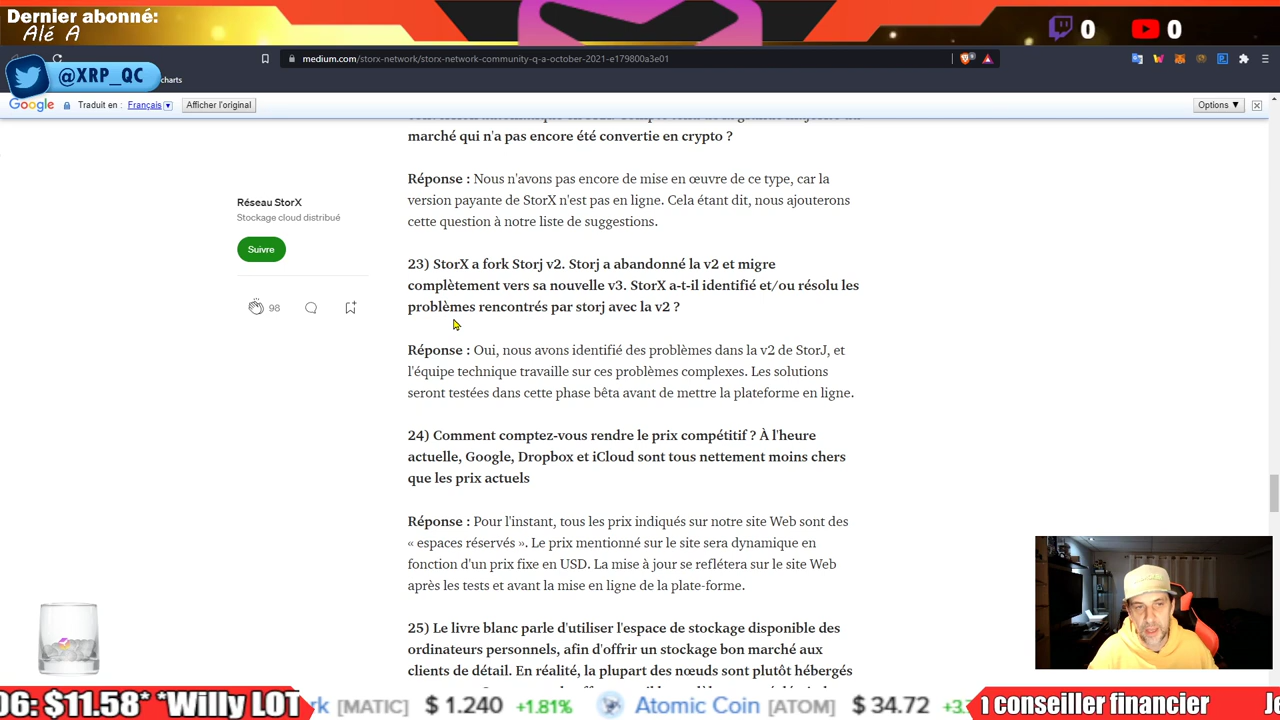 Dernier abonné:
Alé A
0
0
@XRP_QC
charts
medium.com/storx-network/storx-network-community-q-a-october-2021-e179800a3e01
Google Traduit en : Français Afficher l'original Options ▼
marché qui n'a pas encore été convertie en crypto ?
Réponse : Nous n'avons pas encore de mise en œuvre de ce type, car la
version payante de StorX n'est pas en ligne. Cela étant dit, nous ajouterons
cette question à notre liste de suggestions.
Réseau StorX
Stockage cloud distribué
Suivre
98
23) StorX a fork Storj v2. Storj a abandonné la v2 et migre
complètement vers sa nouvelle v3. StorX a-t-il identifié et/ou résolu les
problèmes rencontrés par storj avec la v2 ?
Réponse : Oui, nous avons identifié des problèmes dans la v2 de StorJ, et
l'équipe technique travaille sur ces problèmes complexes. Les solutions
seront testées dans cette phase bêta avant de mettre la plateforme en ligne.
24) Comment comptez-vous rendre le prix compétitif ? À l'heure
actuelle, Google, Dropbox et iCloud sont tous nettement moins chers
que les prix actuels
Réponse : Pour l'instant, tous les prix indiqués sur notre site Web sont des
« espaces réservés ». Le prix mentionné sur le site sera dynamique en
fonction d'un prix fixe en USD. La mise à jour se reflétera sur le site Web
après les tests et avant la mise en ligne de la plate-forme.
25) Le livre blanc parle d'utiliser l'espace de stockage disponible des
ordinateurs personnels, afin d'offrir un stockage bon marché aux
clients de détail. En réalité, la plupart des nœuds sont plutôt hébergés
06: $11.58* *Willy LOT rk [MATIC] $ 1.240 +1.81% Atomic Coin [ATOM] $ 34.72 +3. 1 conseiller financier Je